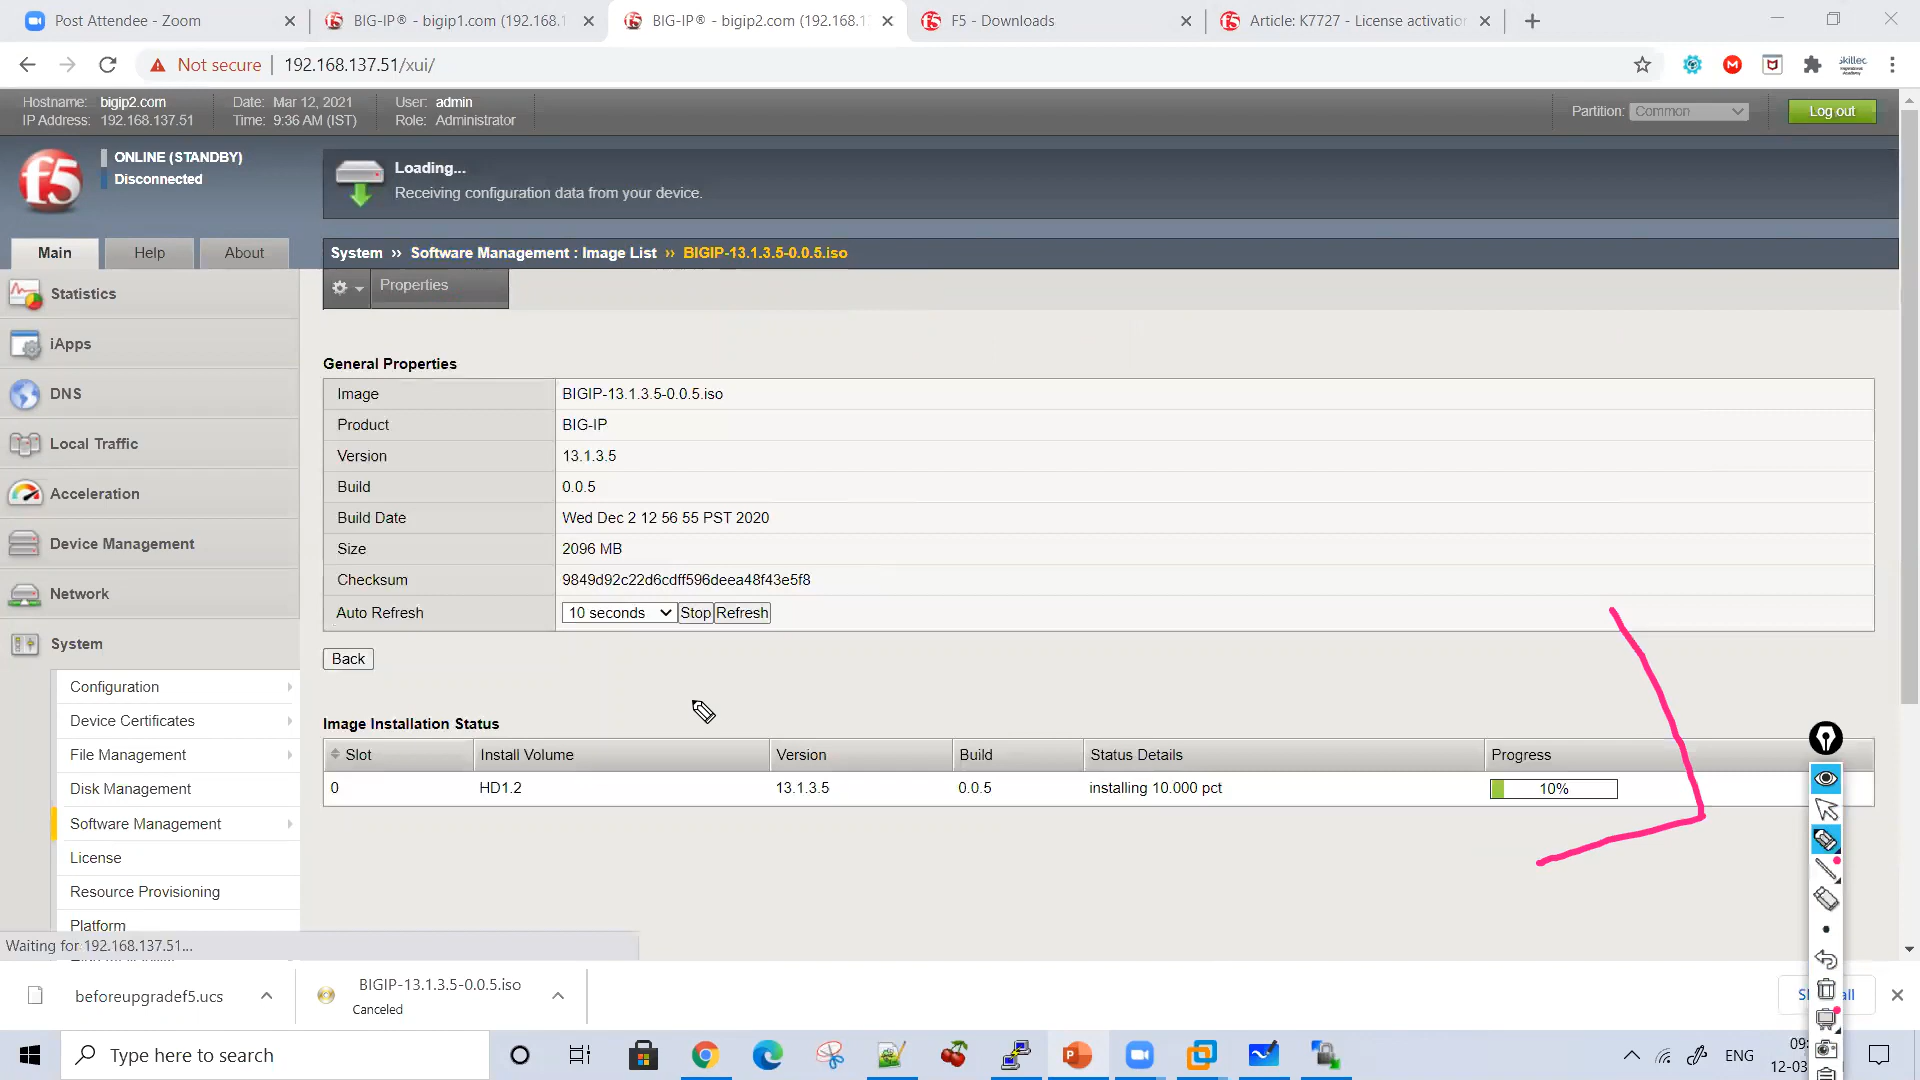 Post Attendee - Zoom
BIG-IP® - bigip1.com (192.168.1
BIG-IP® - bigip2.com (192.168.1
F5 - Downloads
Article: K7727 - License activation
Not secure
192.168.137.51/xui/
skillec
Hostname: bigip2.com
IP Address: 192.168.137.51
Date: Mar 12, 2021
Time: 9:36 AM (IST)
User: admin
Role: Administrator
Partition: Common
Log out
f5
ONLINE (STANDBY)
Disconnected
Loading...
Receiving configuration data from your device.
Main
Help
About
System ›› Software Management : Image List ›› BIGIP-13.1.3.5-0.0.5.iso
Properties
Statistics
iApps
DNS
Local Traffic
Acceleration
Device Management
Network
System
Configuration
Device Certificates
File Management
Disk Management
Software Management
License
Resource Provisioning
Platform
General Properties
Image BIGIP-13.1.3.5-0.0.5.iso
Product BIG-IP
Version 13.1.3.5
Build 0.0.5
Build Date Wed Dec 2 12 56 55 PST 2020
Size 2096 MB
Checksum 9849d92c22d6cdff596deea48f43e5f8
Auto Refresh 10 seconds Stop Refresh
Back
Image Installation Status
Slot Install Volume Version Build Status Details Progress
0 HD1.2 13.1.3.5 0.0.5 installing 10.000 pct 10%
Waiting for 192.168.137.51...
beforeupgradef5.ucs
BIGIP-13.1.3.5-0.0.5.iso
Canceled
Type here to search
ENG